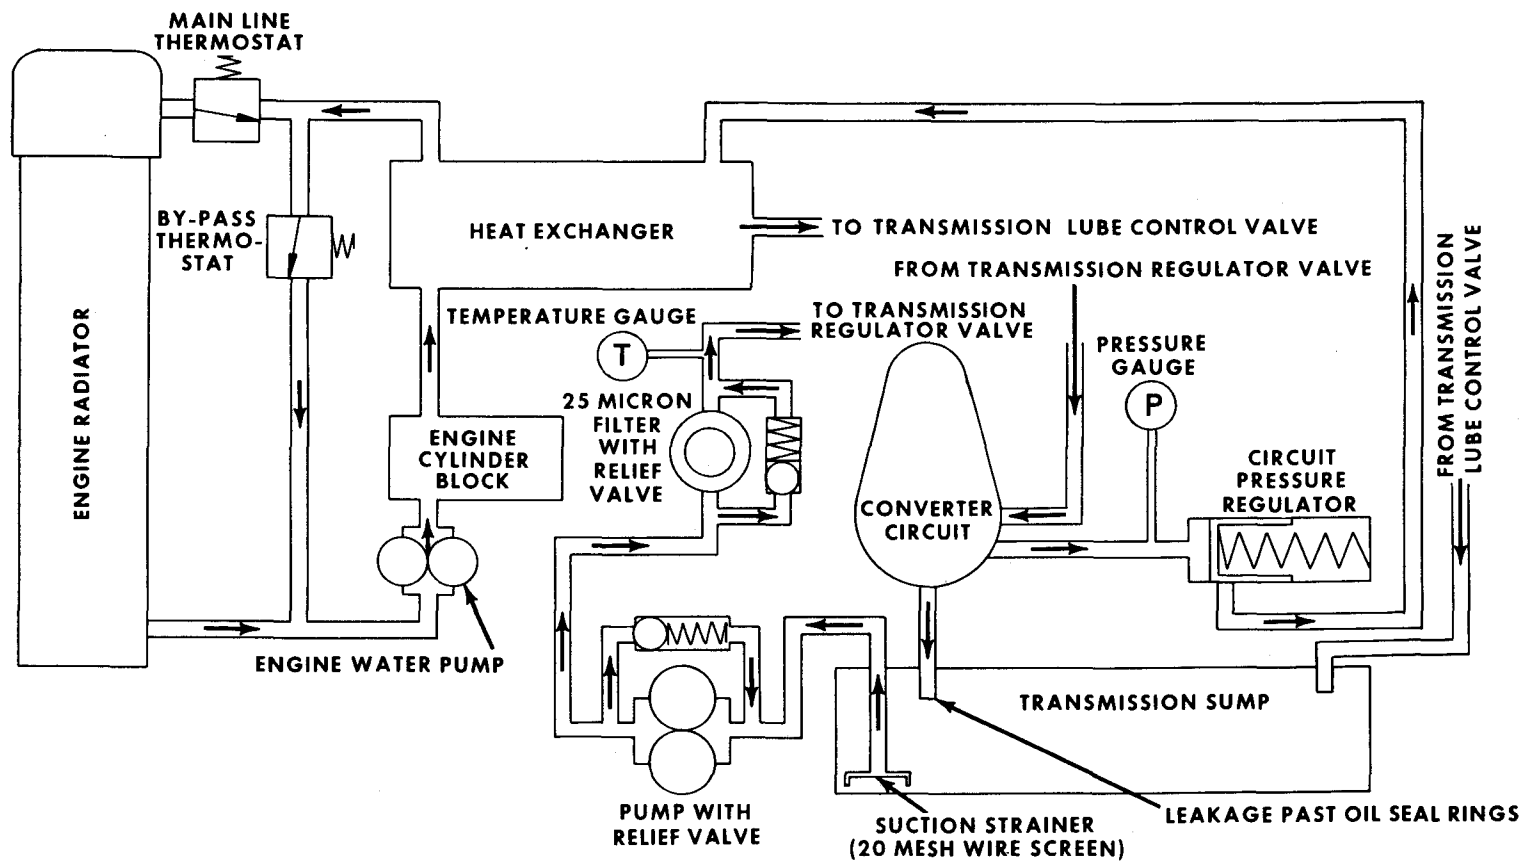 MAIN LINE
THERMOSTAT
ENGINE RADIATOR
BY-PASS
THERMO-
STAT
HEAT EXCHANGER
TO TRANSMISSION LUBE CONTROL VALVE
FROM TRANSMISSION REGULATOR VALVE
TEMPERATURE GAUGE
T
TO TRANSMISSION
REGULATOR VALVE
PRESSURE
GAUGE
P
25 MICRON
FILTER
WITH
RELIEF
VALVE
ENGINE
CYLINDER
BLOCK
CONVERTER
CIRCUIT
CIRCUIT
PRESSURE
REGULATOR
FROM TRANSMISSION
LUBE CONTROL VALVE
ENGINE WATER PUMP
TRANSMISSION SUMP
PUMP WITH
RELIEF VALVE
SUCTION STRAINER
(20 MESH WIRE SCREEN)
LEAKAGE PAST OIL SEAL RINGS